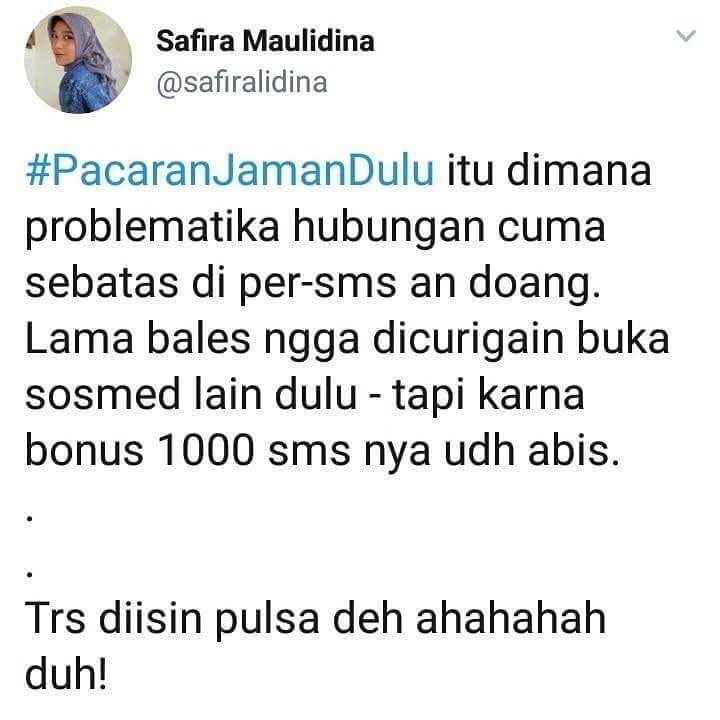 Safira Maulidina
@safiralidina
#PacaranJamanDulu itu dimana
problematika hubungan cuma
sebatas di per-sms an doang.
Lama bales ngga dicurigain buka
sosmed lain dulu - tapi karna
bonus 1000 sms nya udh abis.
.
.
Trs diisin pulsa deh ahahahah
duh!